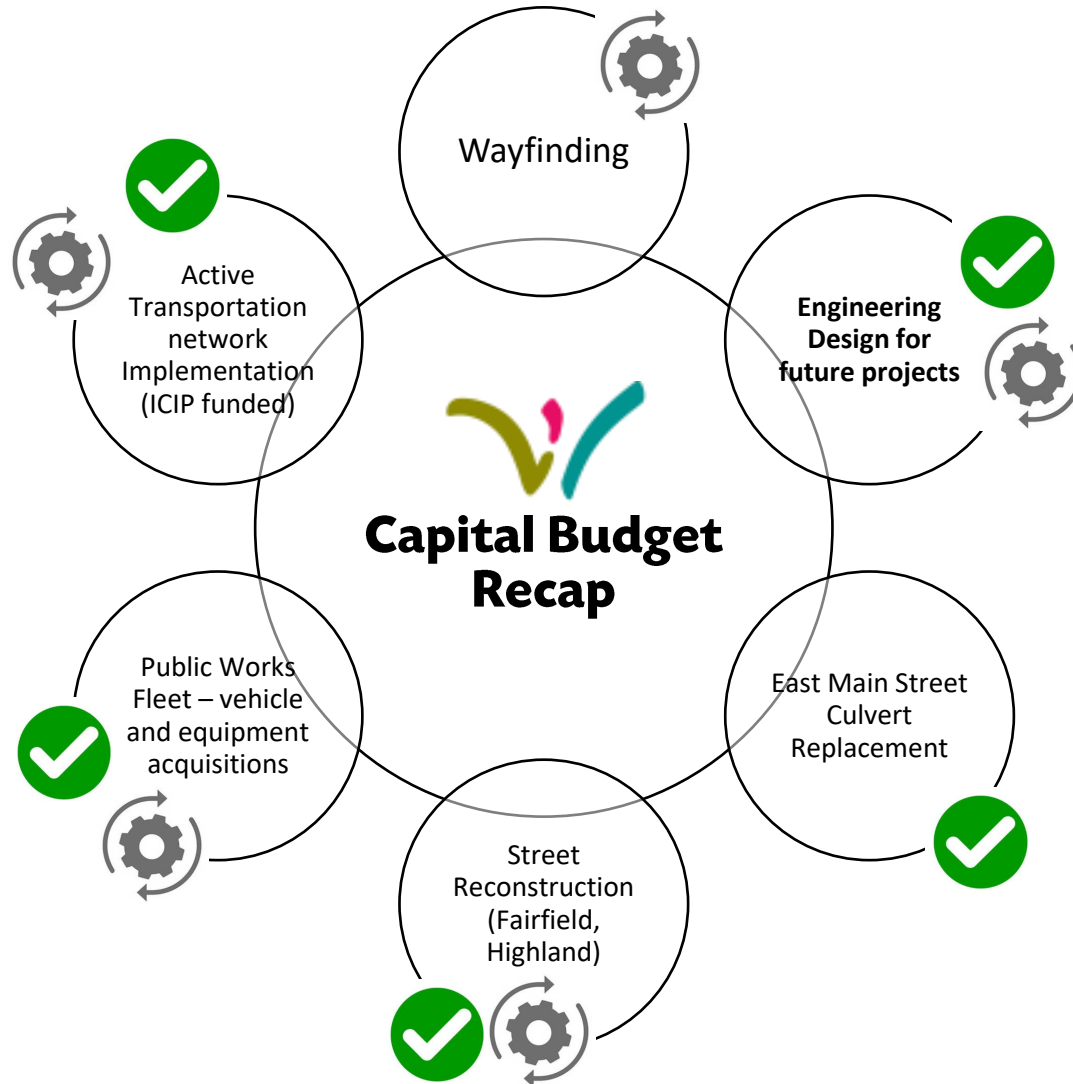 Wayfinding
Active
Transportation
network
Implementation
(ICIP funded)
Engineering
Design for
future projects
Capital Budget
Recap
Public Works
Fleet – vehicle
and equipment
acquisitions
East Main Street
Culvert
Replacement
Street
Reconstruction
(Fairfield,
Highland)